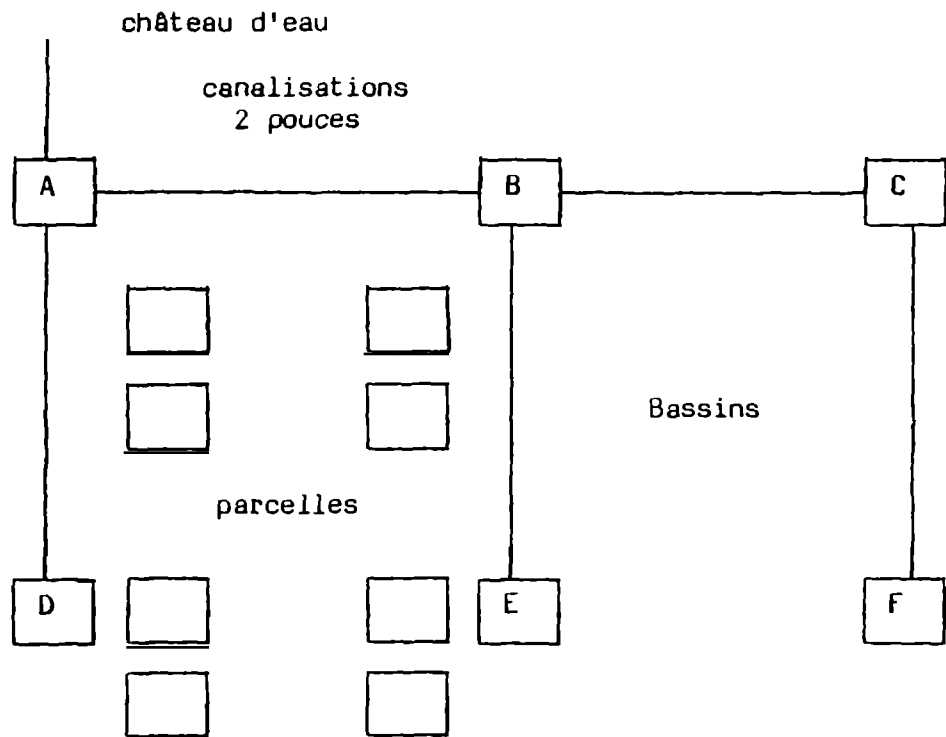 château d'eau
canalisations
2 pouces
A
B
C
Bassins
parcelles
D
E
F